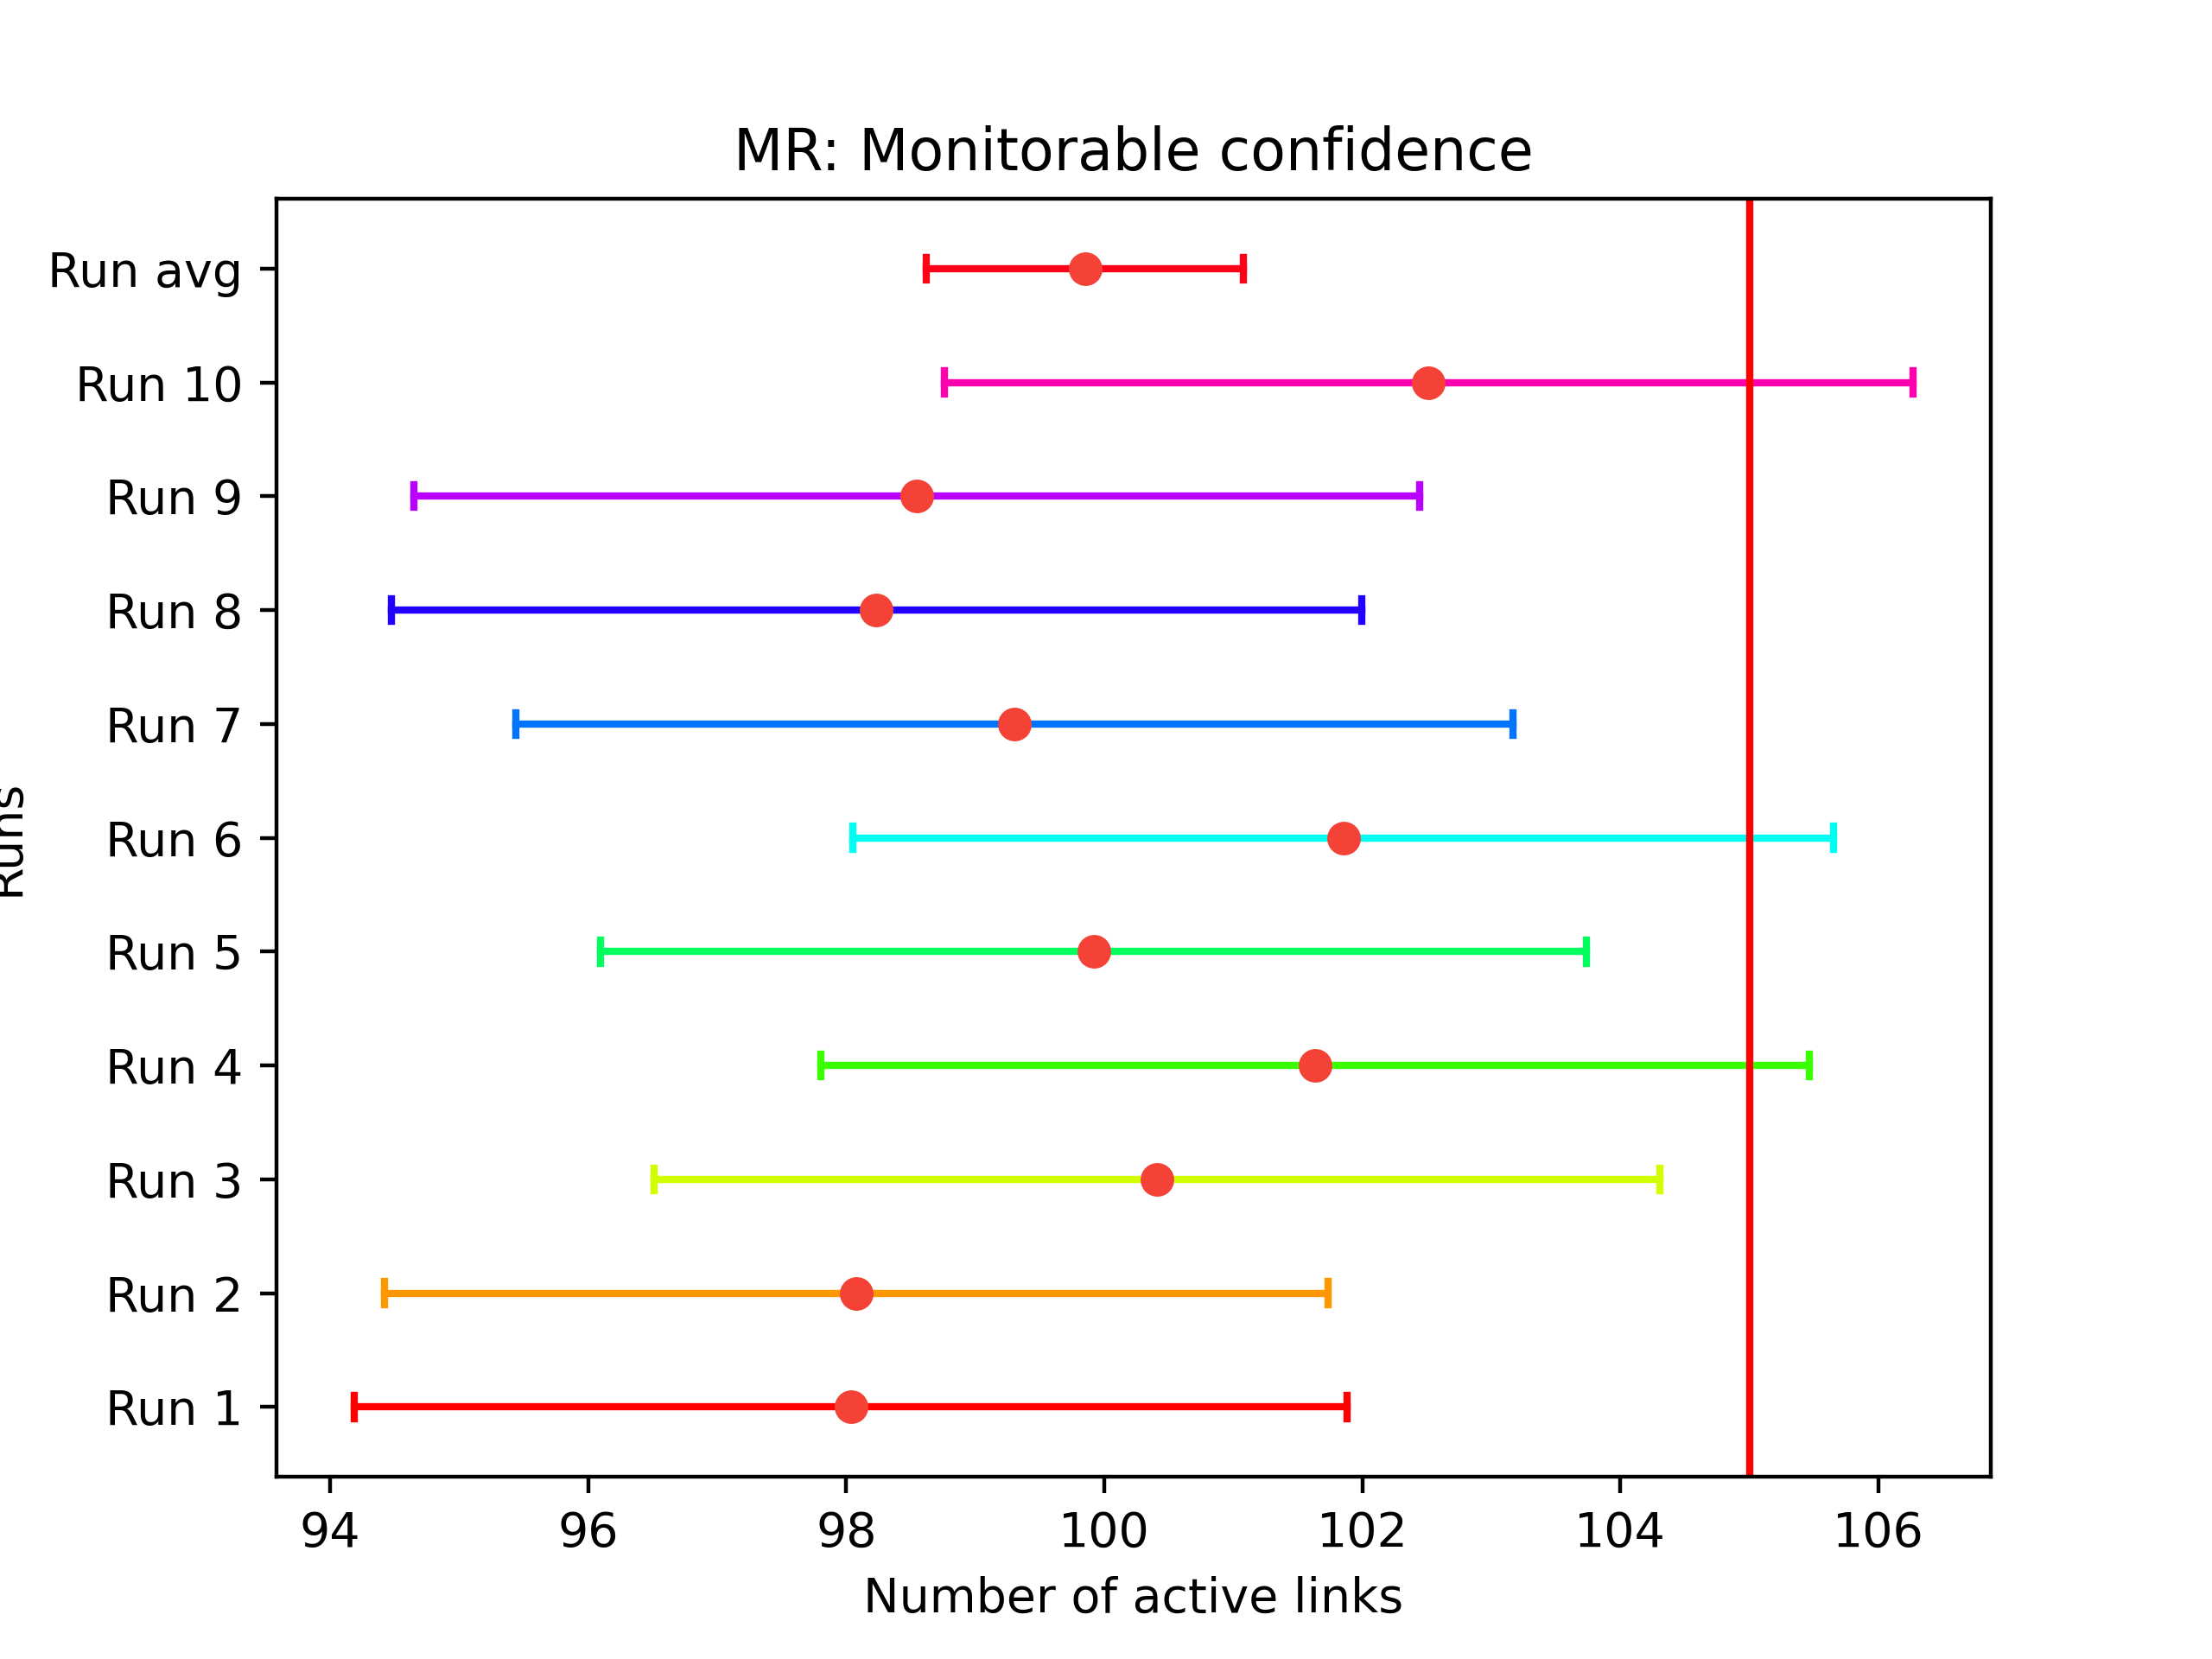 MR: Monitorable confidence
Run avg
Run 10
Run 9
Run 8
Run 7
Run 6
Runs
Run 5
Run 4
Run 3
Run 2
Run 1
94 96 98 100 102 104 106
Number of active links